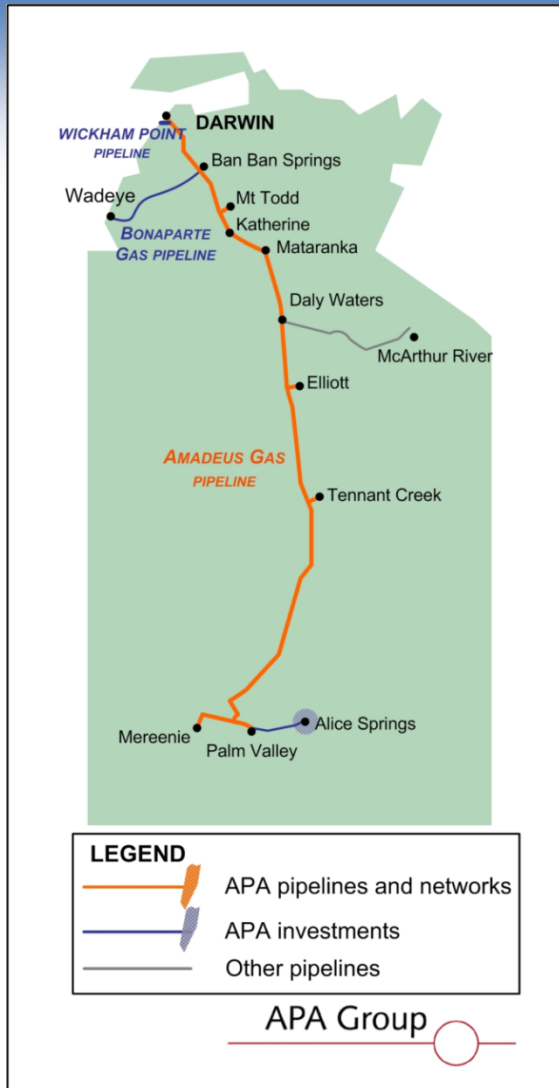 DARWIN
WICKHAM POINT
PIPELINE
Ban Ban Springs
Wadeye
Mt Todd
Katherine
BONAPARTE
GAS PIPELINE
Mataranka
Daly Waters
McArthur River
Elliott
AMADEUS GAS
PIPELINE
Tennant Creek
Alice Springs
Mereenie
Palm Valley
LEGEND
APA pipelines and networks
APA investments
Other pipelines
APA Group